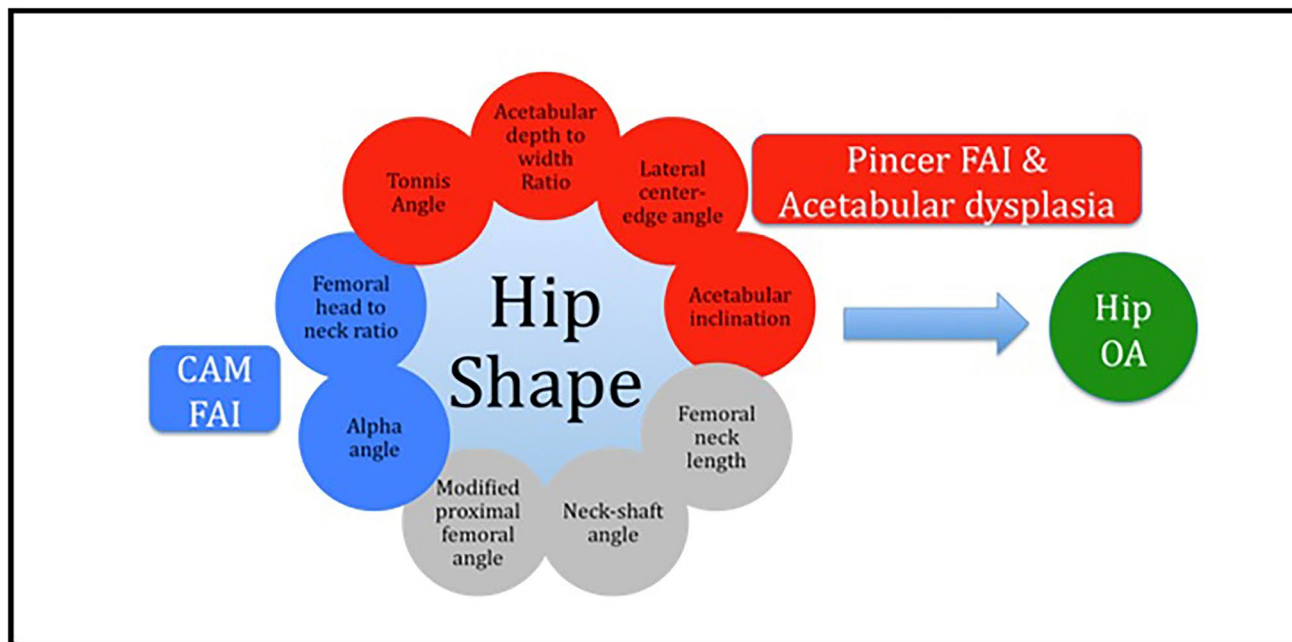 Acetabular
depth to
width
Ratio
Tonnis
Angle
Lateral
center-
edge angle
Pincer FAI &
Acetabular dysplasia
Femoral
head to
neck ratio
Hip
Shape
Acetabular
inclination
Hip
OA
CAM
FAI
Alpha
angle
Femoral
neck
length
Modified
proximal
femoral
angle
Neck-shaft
angle